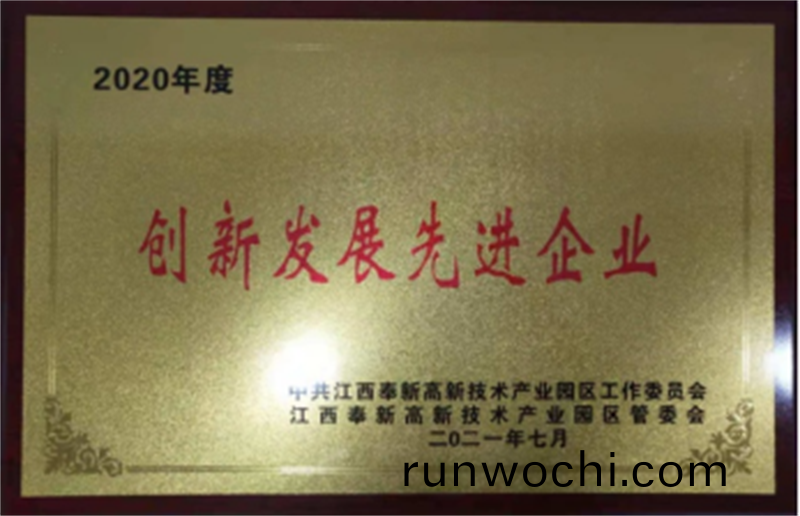 2020年度
创新发展先进企业
中共江西奉新高新技术产业园区工作委员会
江西奉新高新技术产业园区管委会
二〇二一年七月
runwochi.com